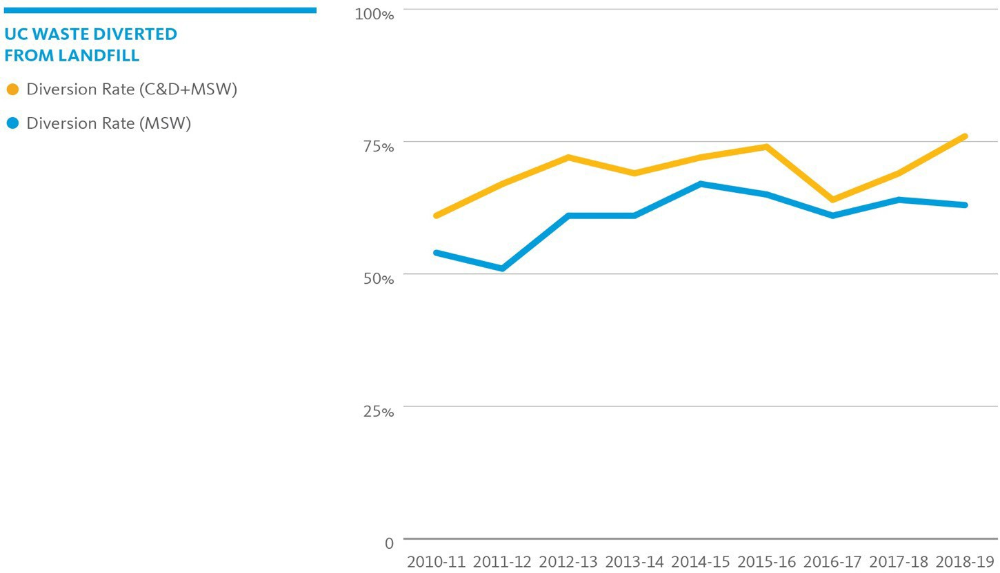 UC WASTE DIVERTED
FROM LANDFILL
Diversion Rate (C&D+MSW)
Diversion Rate (MSW)
100%
75%
50%
25%
0
2010-11 2011-12 2012-13 2013-14 2014-15 2015-16 2016-17 2017-18 2018-19